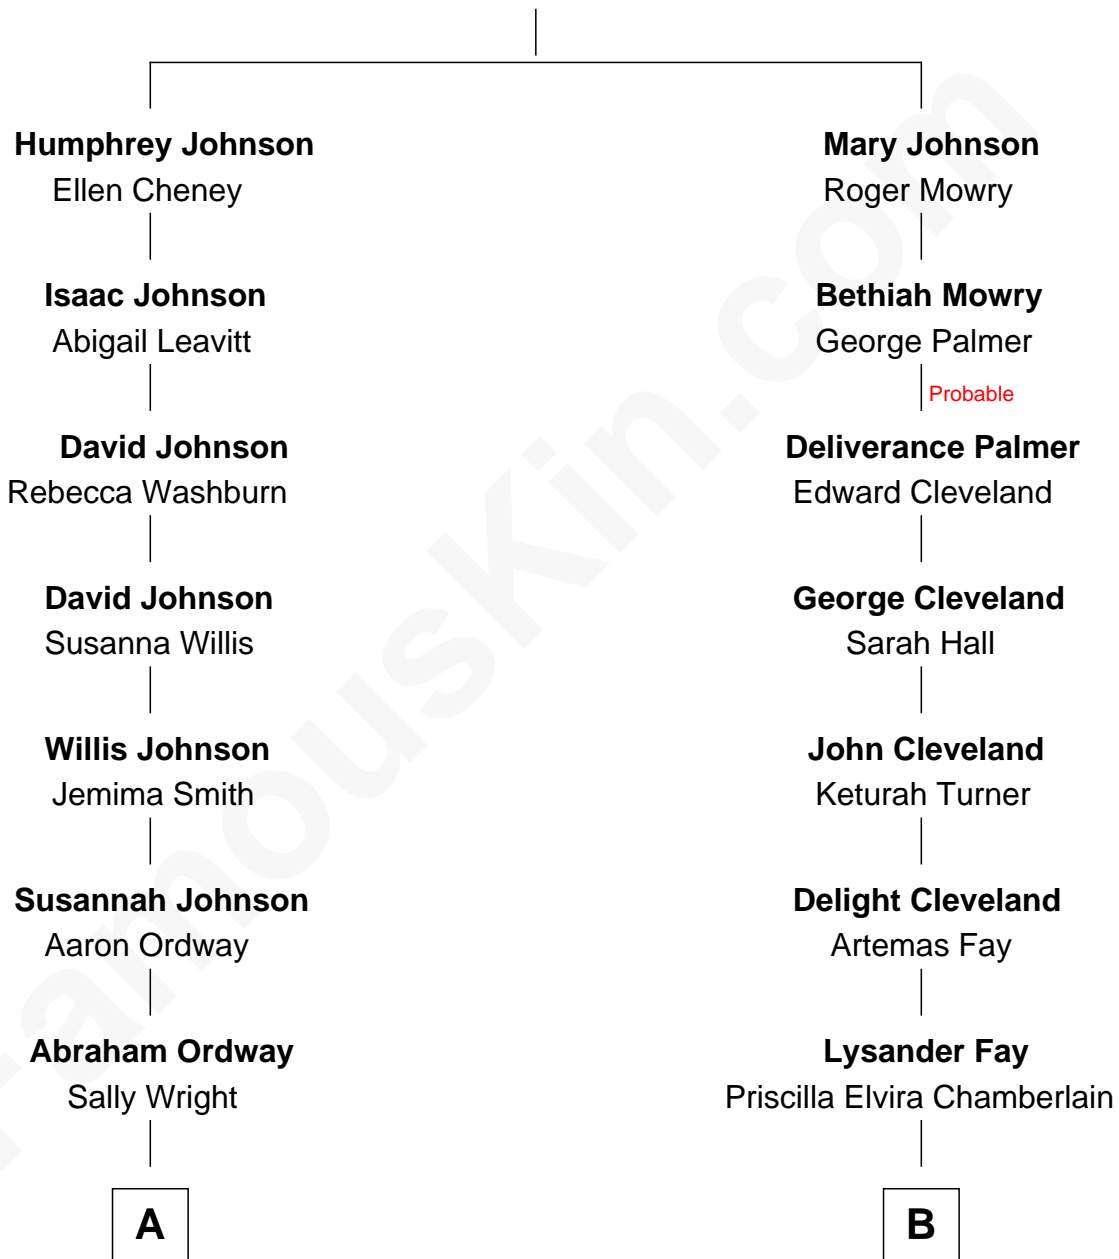 Humphrey Johnson
Ellen Cheney
Isaac Johnson
Abigail Leavitt
David Johnson
Rebecca Washburn
David Johnson
Susanna Willis
Willis Johnson
Jemima Smith
Susannah Johnson
Aaron Ordway
Abraham Ordway
Sally Wright
A
Mary Johnson
Roger Mowry
Bethiah Mowry
George Palmer
Probable
Deliverance Palmer
Edward Cleveland
George Cleveland
Sarah Hall
John Cleveland
Keturah Turner
Delight Cleveland
Artemas Fay
Lysander Fay
Priscilla Elvira Chamberlain
B
FamousKin.com